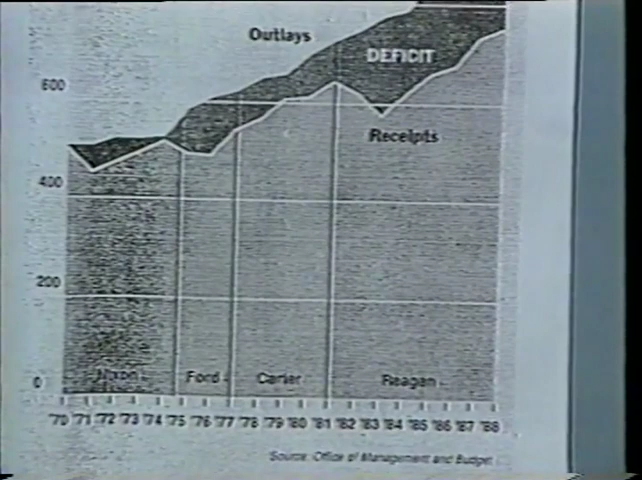 Outlays
DEFICIT
600
Receipts
400
200
0
Nixon Ford Carter Reagan
'70 '71 '72 '73 '74 '75 '76 '77 '78 '79 '80 '81 '82 '83 '84 '85 '86 '87 '88
Source: Office of Management and Budget